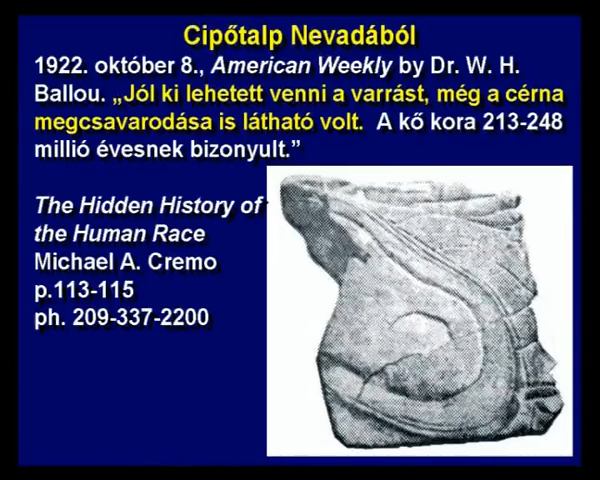 Cipőtalp Nevadából
1922. október 8., American Weekly by Dr. W. H.
Ballou. „Jól ki lehetett venni a varrást, még a cérna
megcsavarodása is látható volt. A kő kora 213-248
millió évesnek bizonyult.”
The Hidden History of
the Human Race
Michael A. Cremo
p.113-115
ph. 209-337-2200